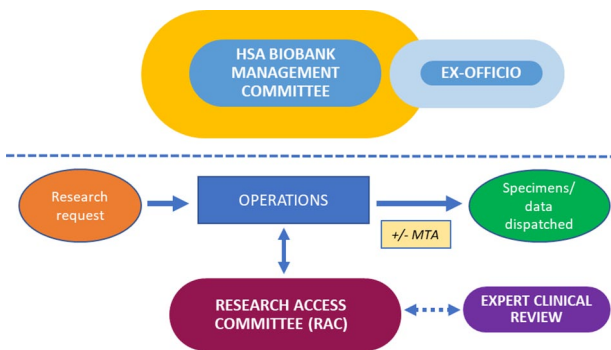 HSA BIOBANK
MANAGEMENT
COMMITTEE
EX-OFFICIO
Research
request
OPERATIONS
Specimens/
data
dispatched
+/- MTA
RESEARCH ACCESS
COMMITTEE (RAC)
EXPERT CLINICAL
REVIEW